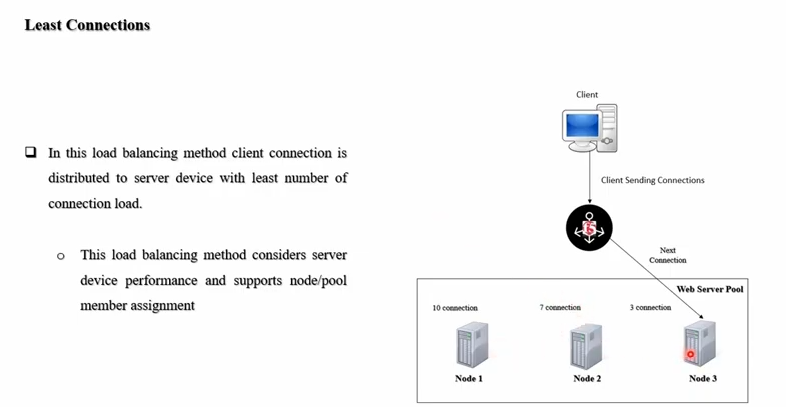 Least Connections
In this load balancing method client connection is
distributed to server device with least number of
connection load.
This load balancing method considers server
device performance and supports node/pool
member assignment
Client
Client Sending Connections
f5
Next
Connection
Web Server Pool
10 connection
7 connection
3 connection
Node 1
Node 2
Node 3